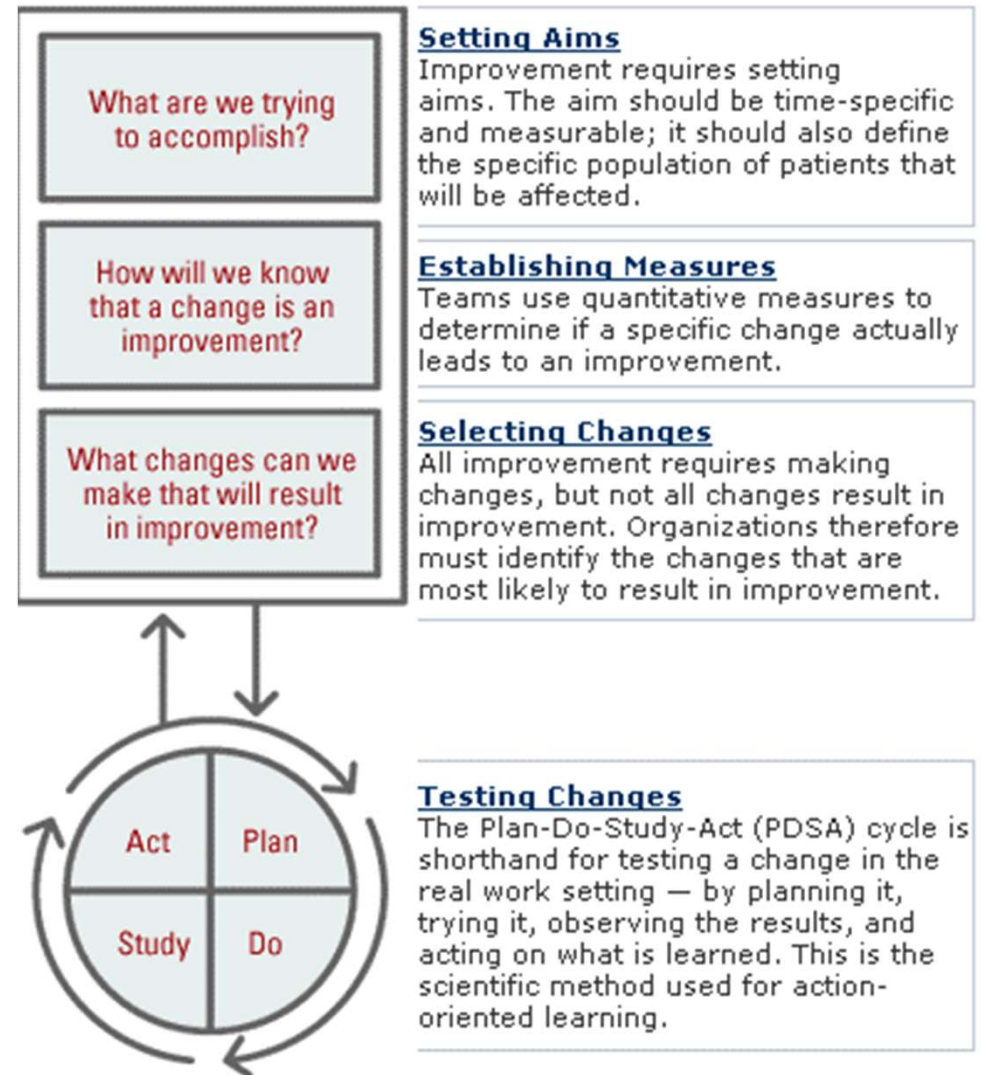 What are we trying
to accomplish?
Setting Aims
Improvement requires setting
aims. The aim should be time-specific
and measurable; it should also define
the specific population of patients that
will be affected.
How will we know
that a change is an
improvement?
Establishing Measures
Teams use quantitative measures to
determine if a specific change actually
leads to an improvement.
What changes can we
make that will result
in improvement?
Selecting Changes
All improvement requires making
changes, but not all changes result in
improvement. Organizations therefore
must identify the changes that are
most likely to result in improvement.
Act
Plan
Study
Do
Testing Changes
The Plan-Do-Study-Act (PDSA) cycle is
shorthand for testing a change in the
real work setting — by planning it,
trying it, observing the results, and
acting on what is learned. This is the
scientific method used for action-
oriented learning.